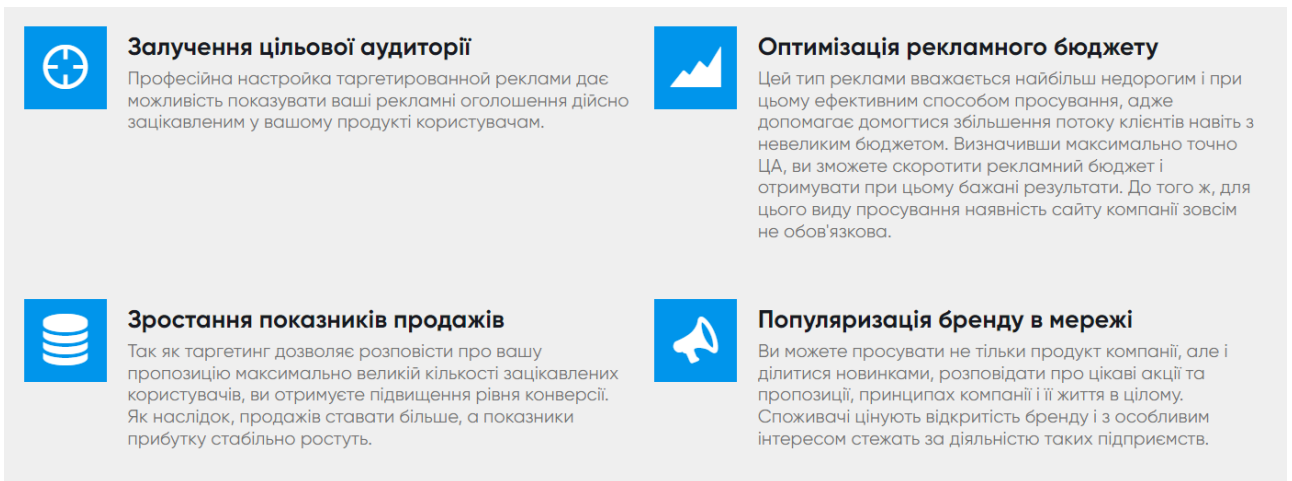 Залучення цільової аудиторії
Професійна настройка таргетированной реклами дає
можливість показувати ваші рекламні оголошення дійсно
зацікавленим у вашому продукті користувачам.
Оптимізація рекламного бюджету
Цей тип реклами вважається найбільш недорогим і при
цьому ефективним способом просування, адже
допомагає домогтися збільшення потоку клієнтів навіть з
невеликим бюджетом. Визначивши максимально точно
ЦА, ви зможете скоротити рекламний бюджет і
отримувати при цьому бажані результати. До того ж, для
цього виду просування наявність сайту компанії зовсім
не обов'язкова.
Зростання показників продажів
Так як таргетинг дозволяє розповісти про вашу
пропозицію максимально великій кількості зацікавлених
користувачів, ви отримуєте підвищення рівня конверсії.
Як наслідок, продажів ставати більше, а показники
прибутку стабільно ростуть.
Популяризація бренду в мережі
Ви можете просувати не тільки продукт компанії, але і
ділитися новинками, розповідати про цікаві акції та
пропозиції, принципах компанії і її життя в цілому.
Споживачі цінують відкритість бренду і з особливим
інтересом стежать за діяльністю таких підприємств.